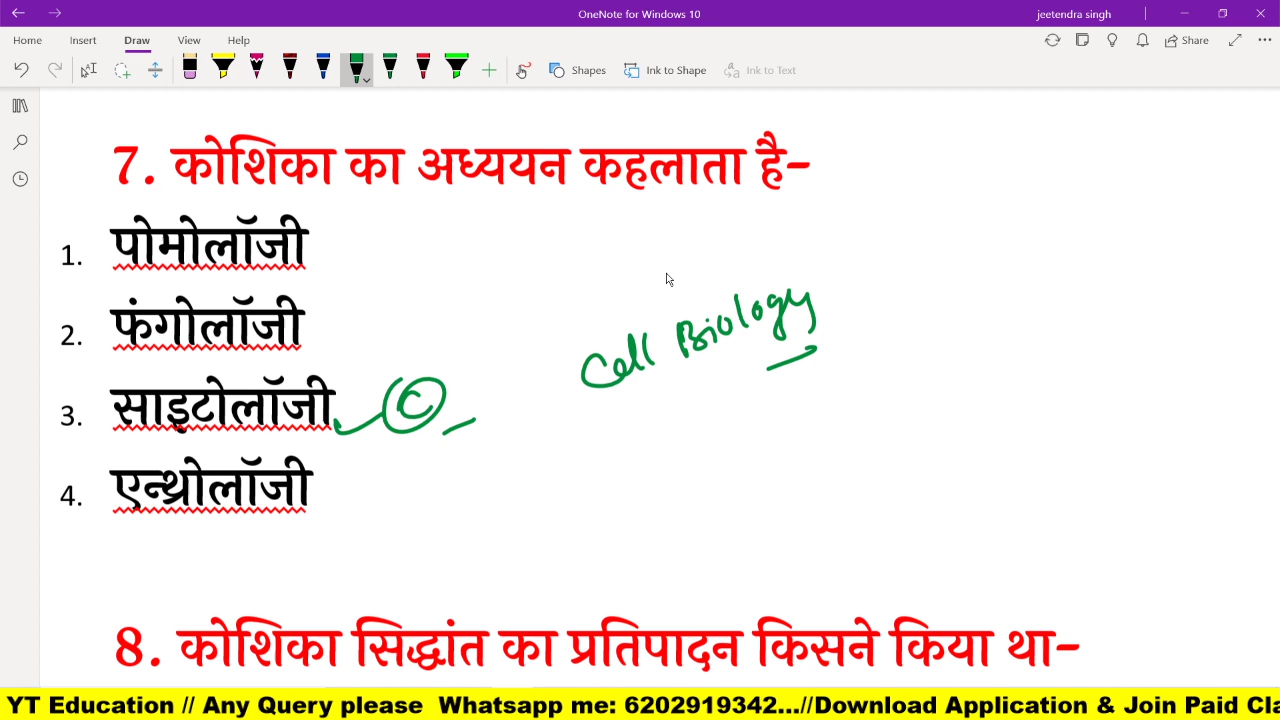 OneNote for Windows 10
jeetendra singh
Home Insert Draw View Help
Share
Shapes Ink to Shape Ink to Text
7. कोशिका का अध्ययन कहलाता है-
1. पोमोलॉजी
2. फंगोलॉजी
Cell Biology
3. साइटोलॉजी C
4. एन्थ्रोलॉजी
8. कोशिका सिद्धांत का प्रतिपादन किसने किया था-
YT Education // Any Query please Whatsapp me: 6202919342...//Download Application & Join Paid Cla